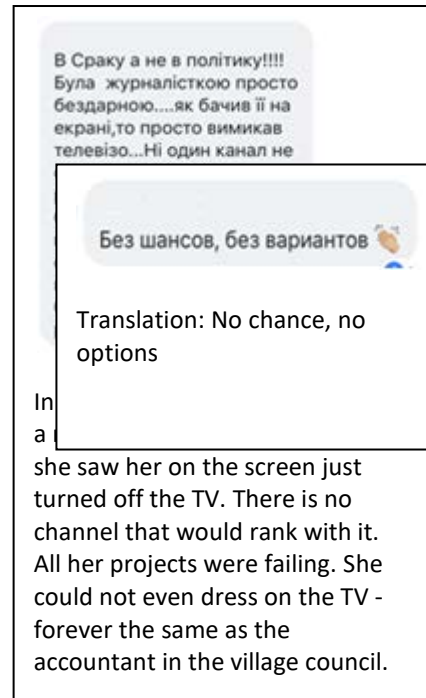 В Сраку а не в політику!!!!
Була журналісткою просто
бездарною....як бачив її на
екрані,то просто вимикав
телевізо...Ні один канал не
Без шансов, без вариантов 👏🏼
Translation: No chance, no
options
In
a
she saw her on the screen just
turned off the TV. There is no
channel that would rank with it.
All her projects were failing. She
could not even dress on the TV -
forever the same as the
accountant in the village council.